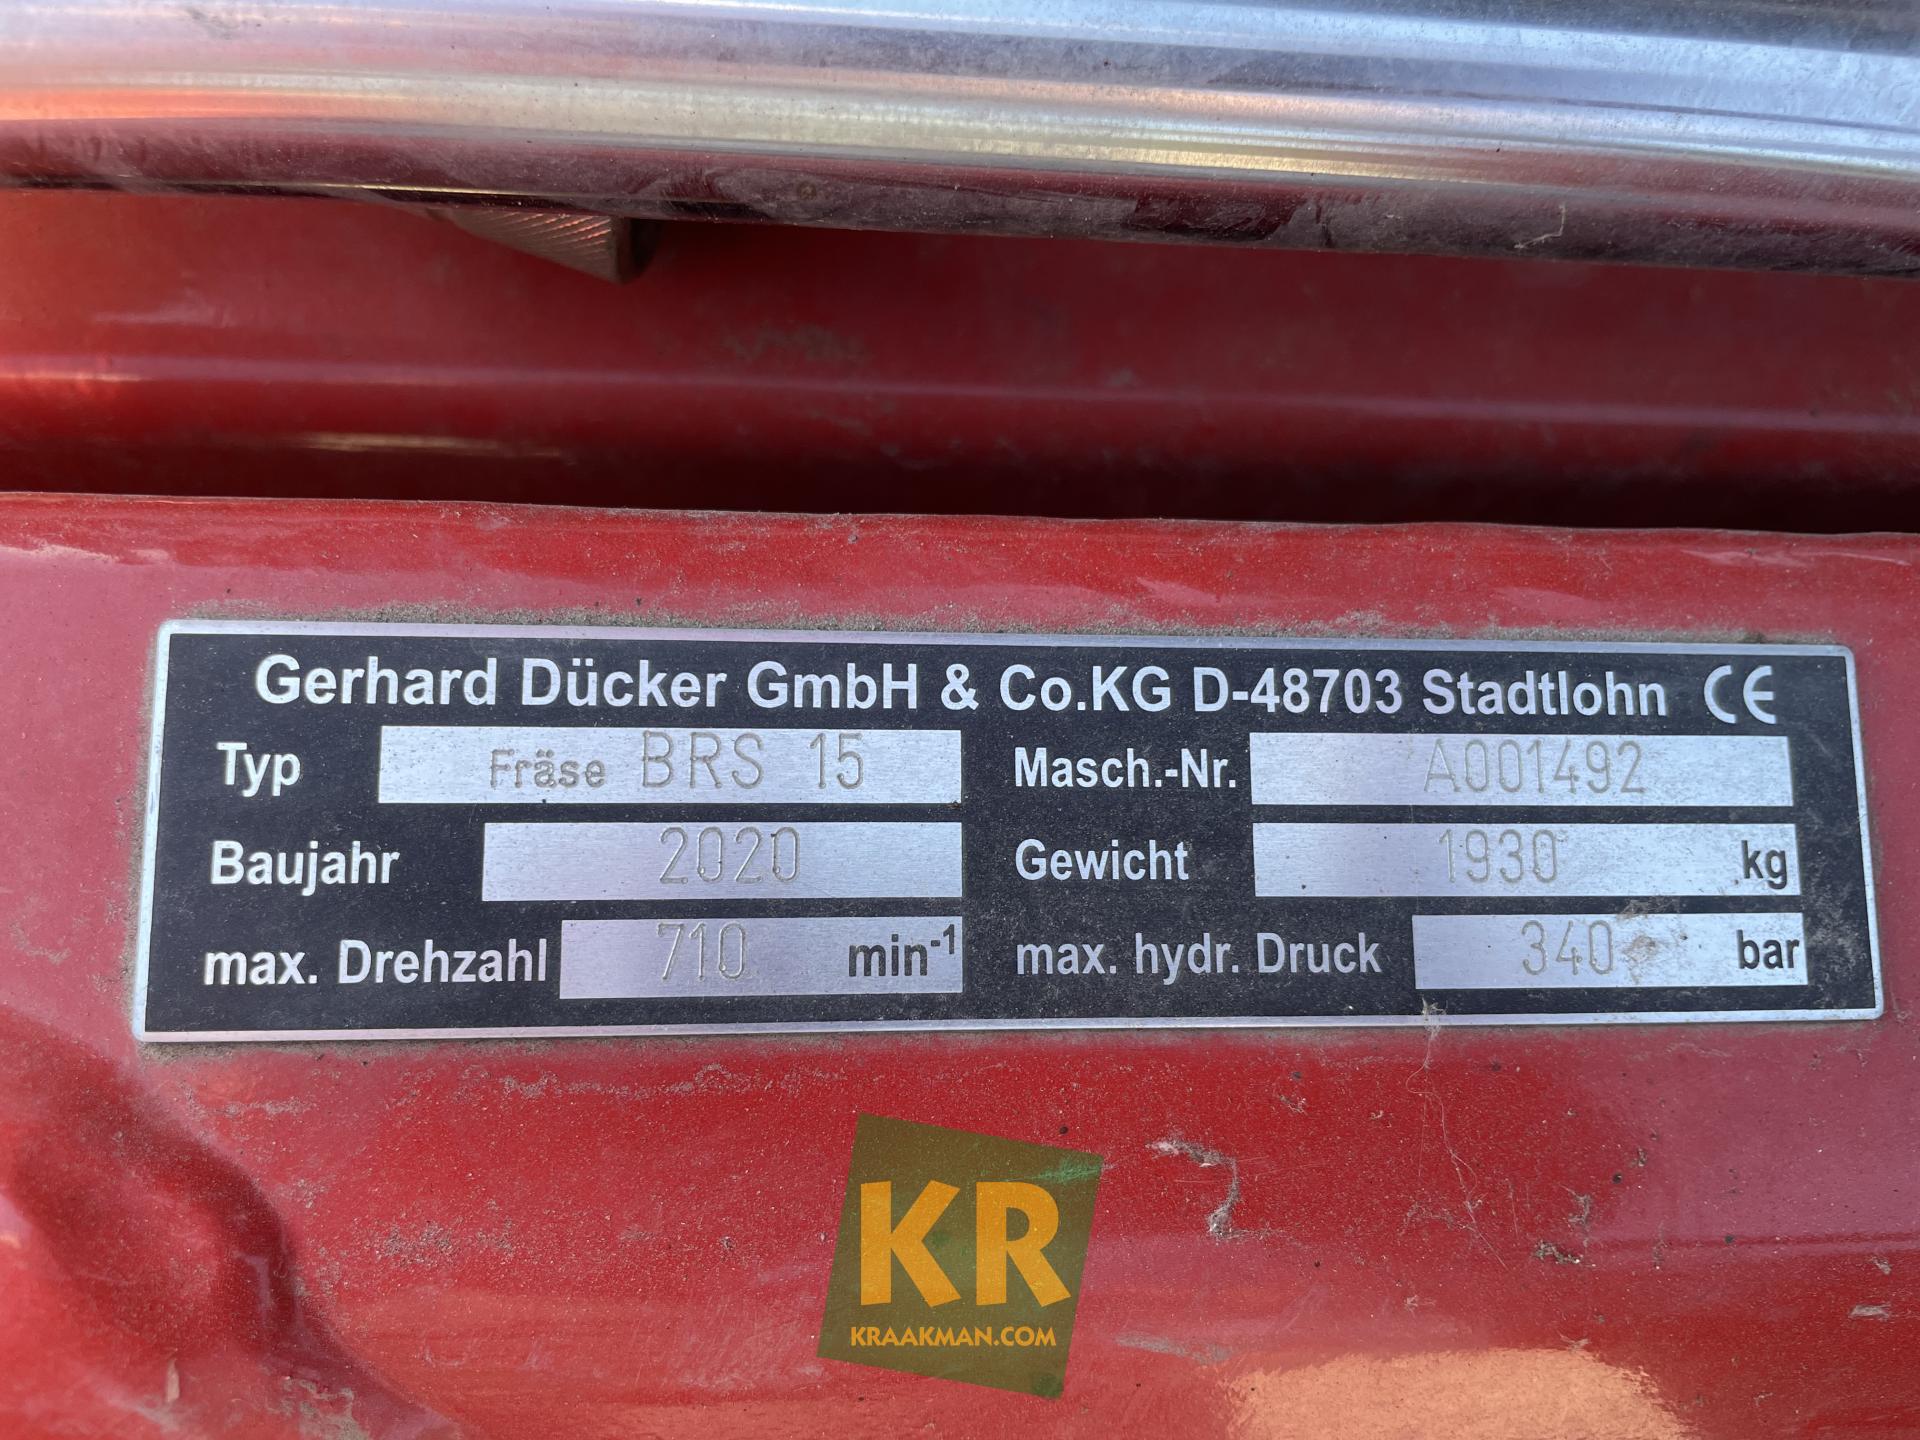 Gerhard Dücker GmbH & Co.KG D-48703 Stadtlohn CE
Typ Fräse BRS 15 Masch.-Nr. A001492
Baujahr 2020 Gewicht 1930 kg
max. Drehzahl 710 min⁻¹ max. hydr. Druck 340 bar
KR
KRAAKMAN.COM